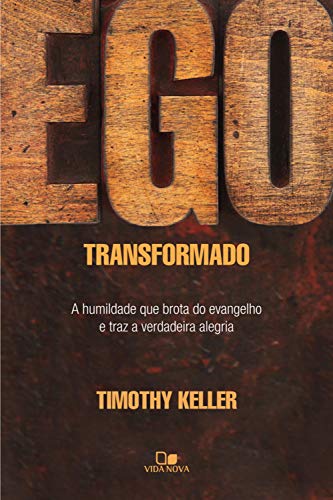 EGO
TRANSFORMADO
A humildade que brota do evangelho
e traz a verdadeira alegria
TIMOTHY KELLER
VIDA NOVA